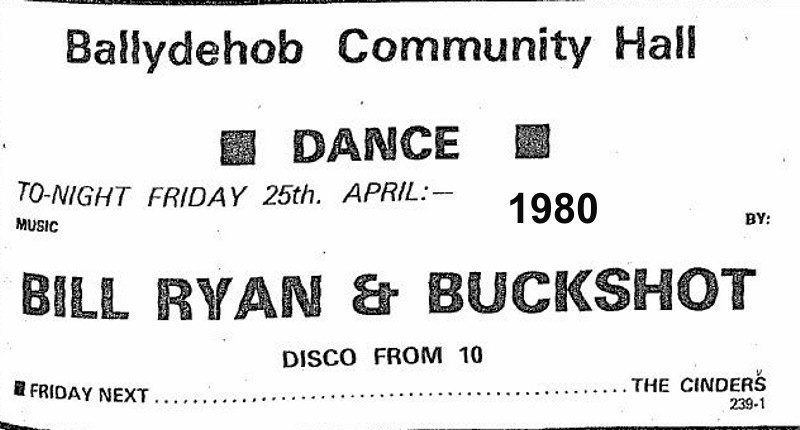 Ballydehob Community Hall
■ DANCE ■
TO-NIGHT FRIDAY 25th. APRIL:— 1980
MUSIC BY:
BILL RYAN & BUCKSHOT
DISCO FROM 10
■ FRIDAY NEXT ............................................................ THE CINDERS
239-1